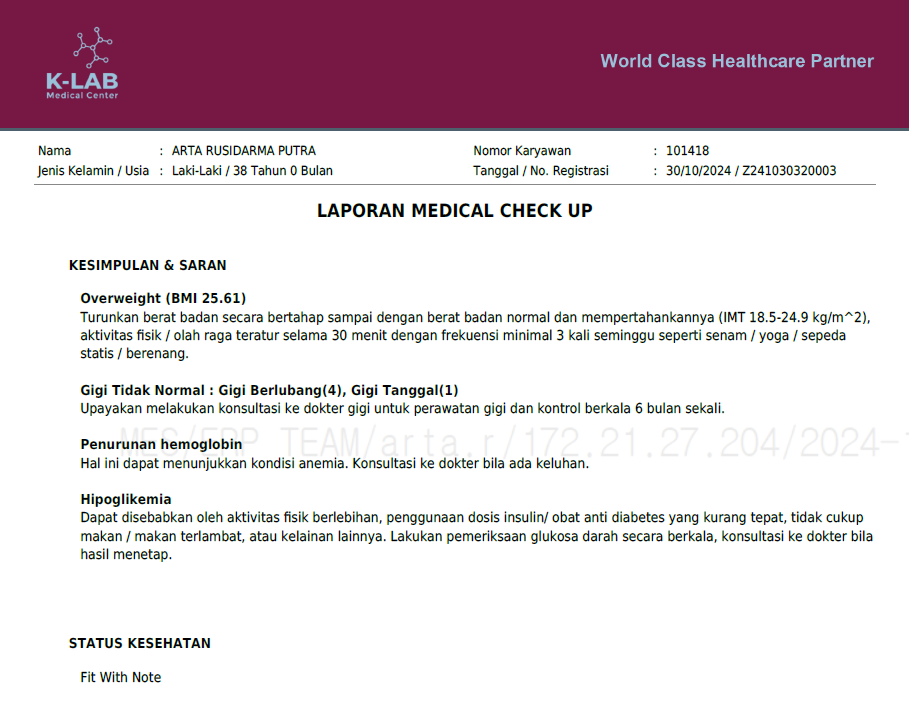 K-LAB
Medical Center
World Class Healthcare Partner
Nama : ARTA RUSIDARMA PUTRA
Nomor Karyawan : 101418
Jenis Kelamin / Usia : Laki-Laki / 38 Tahun 0 Bulan
Tanggal / No. Registrasi : 30/10/2024 / Z241030320003
LAPORAN MEDICAL CHECK UP
KESIMPULAN & SARAN
Overweight (BMI 25.61)
Turunkan berat badan secara bertahap sampai dengan berat badan normal dan mempertahankannya (IMT 18.5-24.9 kg/m^2),
aktivitas fisik / olah raga teratur selama 30 menit dengan frekuensi minimal 3 kali seminggu seperti senam / yoga / sepeda
statis / berenang.
Gigi Tidak Normal : Gigi Berlubang(4), Gigi Tanggal(1)
Upayakan melakukan konsultasi ke dokter gigi untuk perawatan gigi dan kontrol berkala 6 bulan sekali.
MES/ERP TEAM/arta.r/172.21.27.204/2024-
Penurunan hemoglobin
Hal ini dapat menunjukkan kondisi anemia. Konsultasi ke dokter bila ada keluhan.
Hipoglikemia
Dapat disebabkan oleh aktivitas fisik berlebihan, penggunaan dosis insulin/ obat anti diabetes yang kurang tepat, tidak cukup
makan / makan terlambat, atau kelainan lainnya. Lakukan pemeriksaan glukosa darah secara berkala, konsultasi ke dokter bila
hasil menetap.
STATUS KESEHATAN
Fit With Note